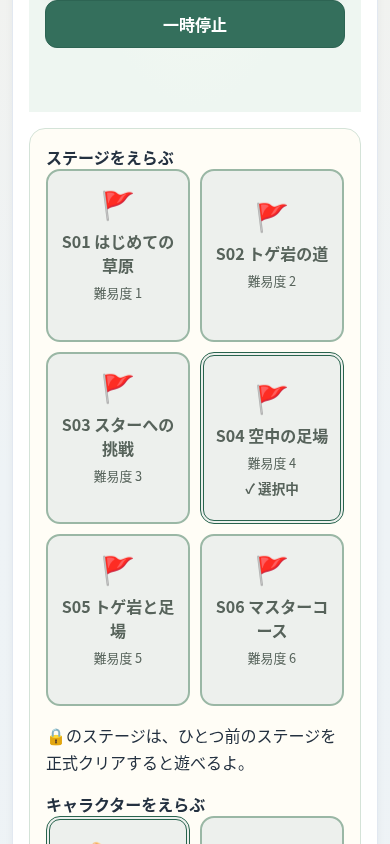 一時停止
ステージをえらぶ
🚩
S01 はじめての
草原
難易度 1
🚩
S02 トゲ岩の道
難易度 2
🚩
S03 スターへの
挑戦
難易度 3
🚩
S04 空中の足場
難易度 4
✓選択中
🚩
S05 トゲ岩と足
場
難易度 5
🚩
S06 マスターコ
ース
難易度 6
🔒のステージは、ひとつ前のステージを
正式クリアすると遊べるよ。
キャラクターをえらぶ